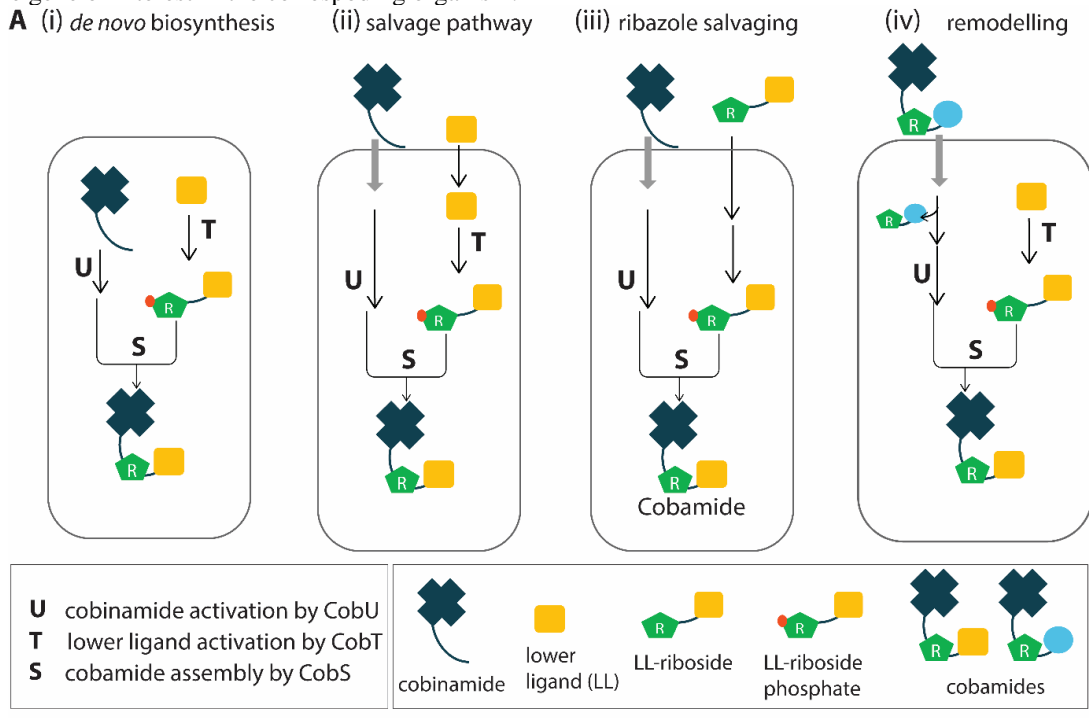 A (i) de novo biosynthesis (ii) salvage pathway (iii) ribazole salvaging (iv) remodelling
R
R R
T
T T
U U U U
R R R R
S S S S
R R R R
Cobamide
U cobinamide activation by CobU
T lower ligand activation by CobT
S cobamide assembly by CobS
cobinamide
lower
ligand (LL)
R
LL-riboside
R
LL-riboside
phosphate
R R
cobamides